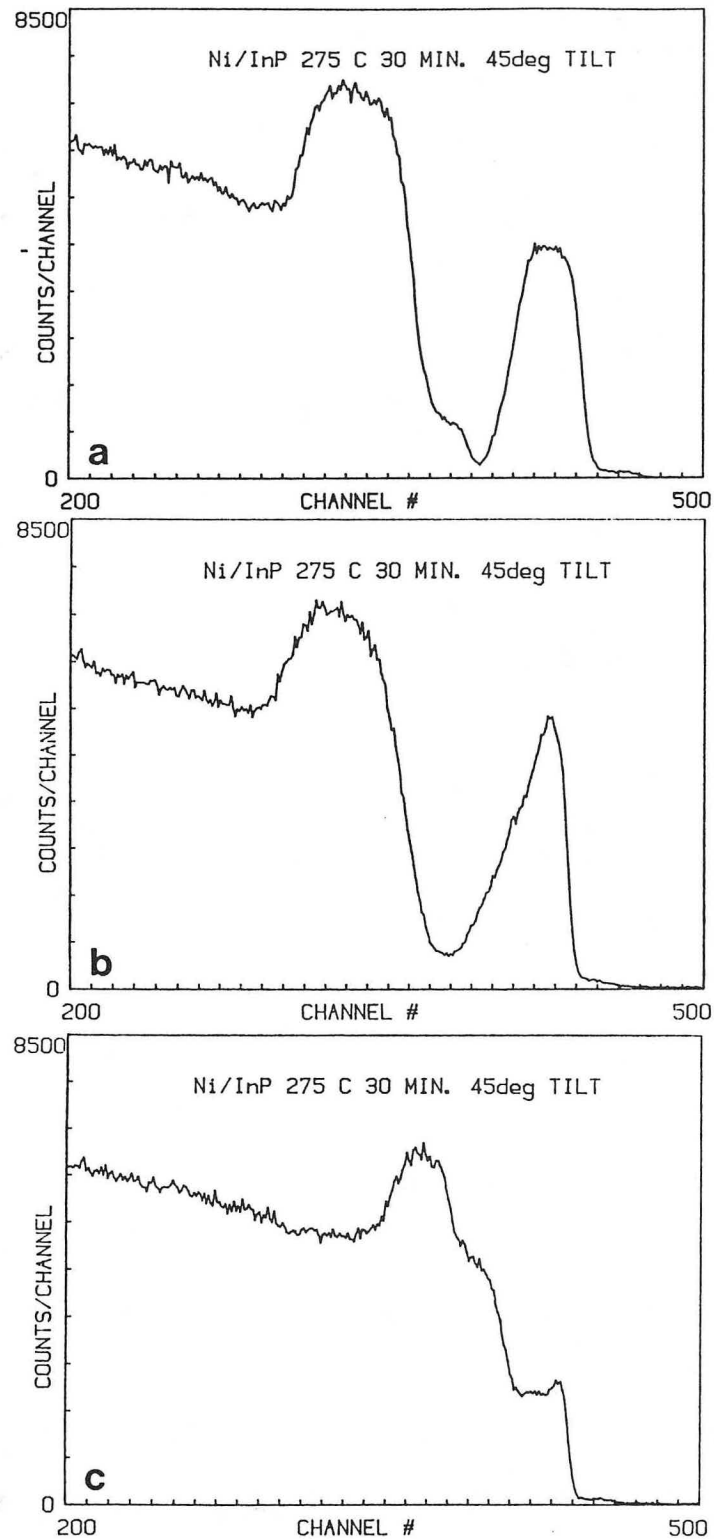 8500
Ni/InP 275 C 30 MIN. 45deg TILT
COUNTS/CHANNEL
a
0
200
CHANNEL #
500
8500
Ni/InP 275 C 30 MIN. 45deg TILT
COUNTS/CHANNEL
b
0
200
CHANNEL #
500
8500
Ni/InP 275 C 30 MIN. 45deg TILT
COUNTS/CHANNEL
c
0
200
CHANNEL #
500